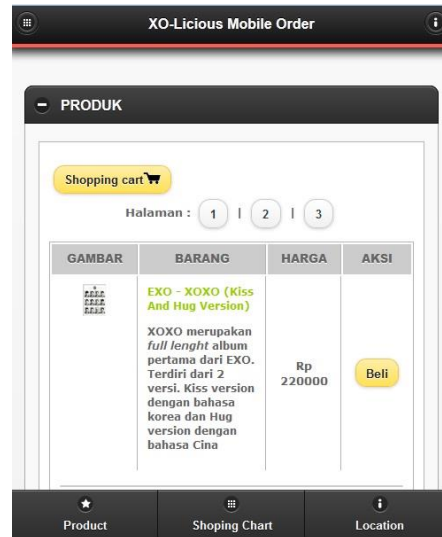 XO-Licious Mobile Order
PRODUK
Shopping cart
Halaman : 1 | 2 | 3
GAMBAR BARANG HARGA AKSI
EXO - XOXO (Kiss
And Hug Version)
XOXO merupakan
full lenght album
pertama dari EXO.
Terdiri dari 2
versi. Kiss version
dengan bahasa
korea dan Hug
version dengan
bahasa Cina
Rp
220000
Beli
Product Shoping Chart Location